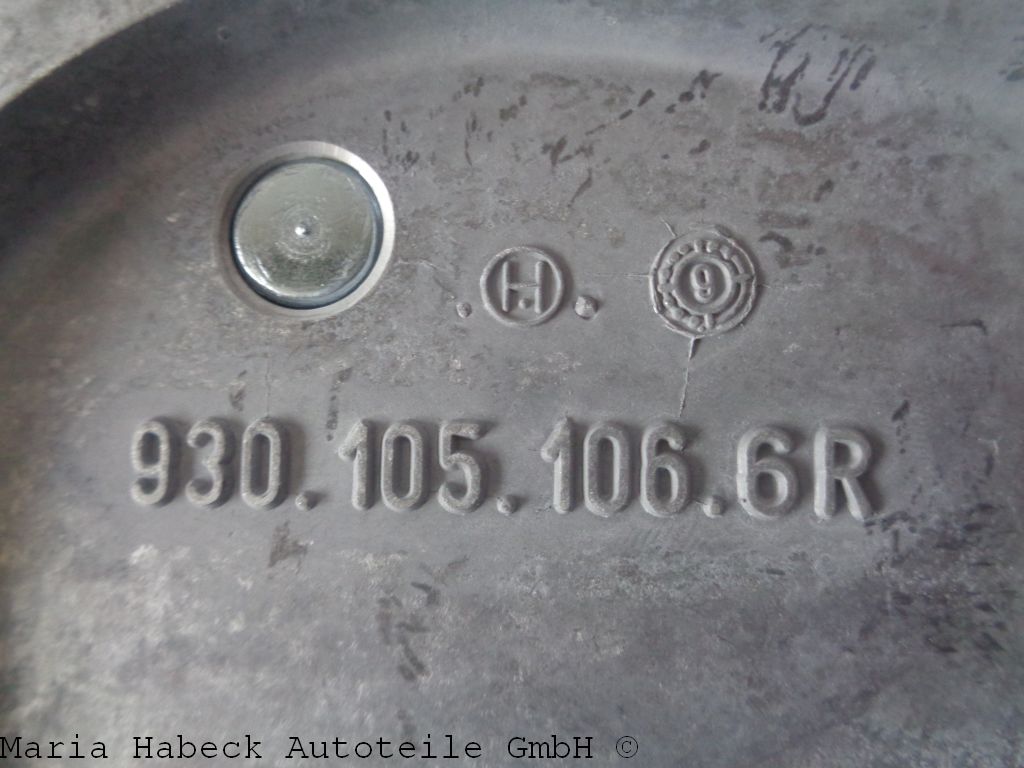 .H.
9
930.105.106.6R
Maria Habeck Autoteile GmbH ©